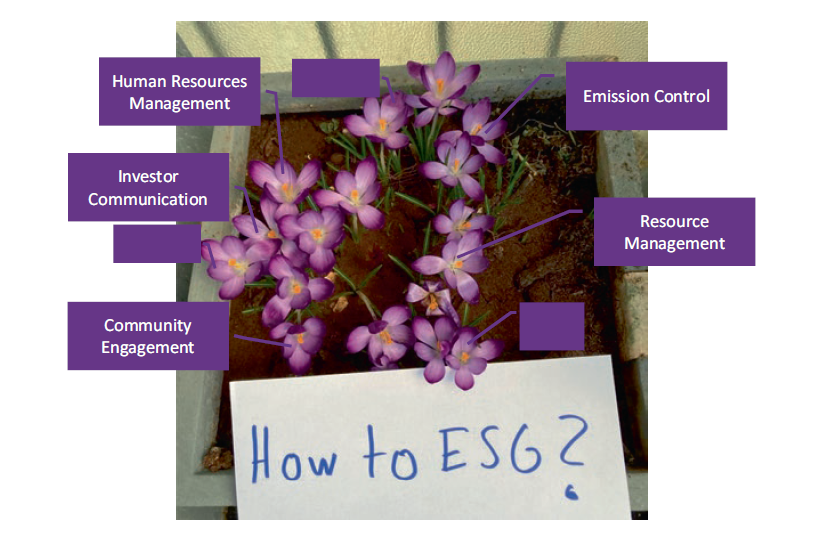 Human Resources
Management
Emission Control
Investor
Communication
Resource
Management
Community
Engagement
How to ESG?